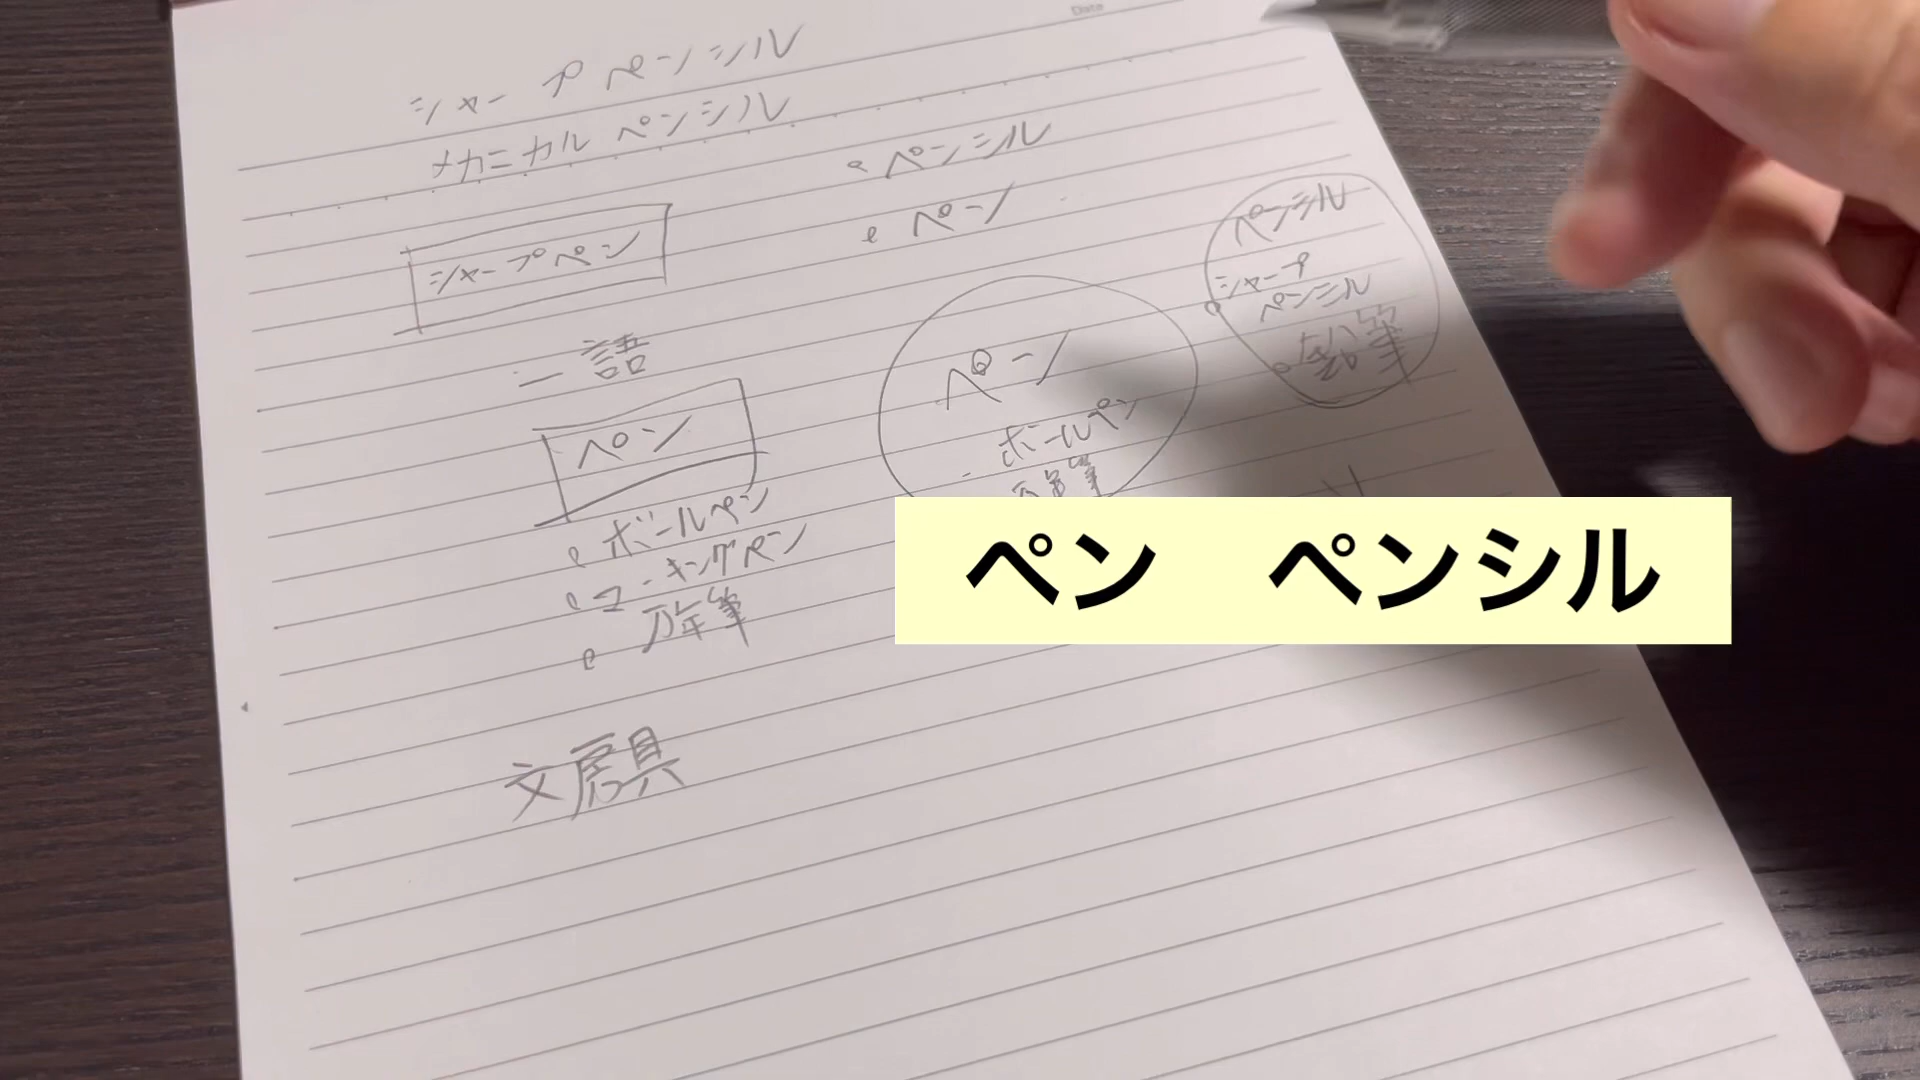 Date
シャープペンシル
メカニカルペンシル
シャープペン
一語
ペン
ボールペン
マーキングペン
万年筆
文房具
ペンシル
ペン
ペン
ボールペン
万年筆
ペンシル
シャープ
ペンシル
鉛筆
ペン ペンシル